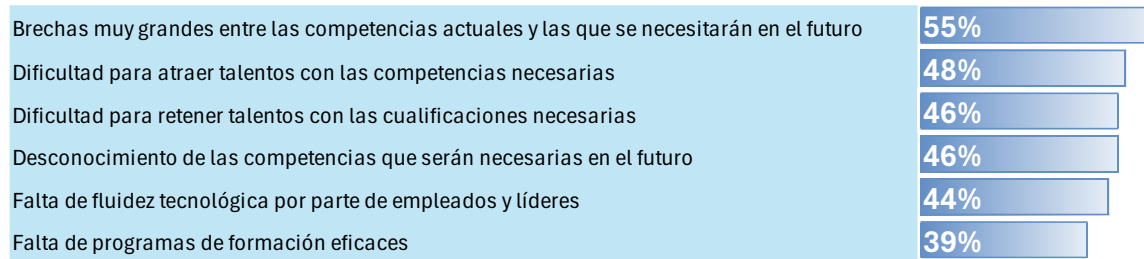 Brechas muy grandes entre las competencias actuales y las que se necesitarán en el futuro 55%
Dificultad para atraer talentos con las competencias necesarias 48%
Dificultad para retener talentos con las cualificaciones necesarias 46%
Desconocimiento de las competencias que serán necesarias en el futuro 46%
Falta de fluidez tecnológica por parte de empleados y líderes 44%
Falta de programas de formación eficaces 39%